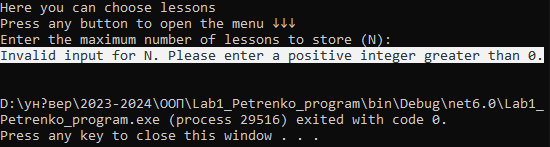 Here you can choose lessons
Press any button to open the menu ↓↓↓
Enter the maximum number of lessons to store (N):
Invalid input for N. Please enter a positive integer greater than 0.
D:\ун?вер\2023-2024\ООП\Lab1_Petrenko_program\bin\Debug\net6.0\Lab1_
Petrenko_program.exe (process 29516) exited with code 0.
Press any key to close this window . . .